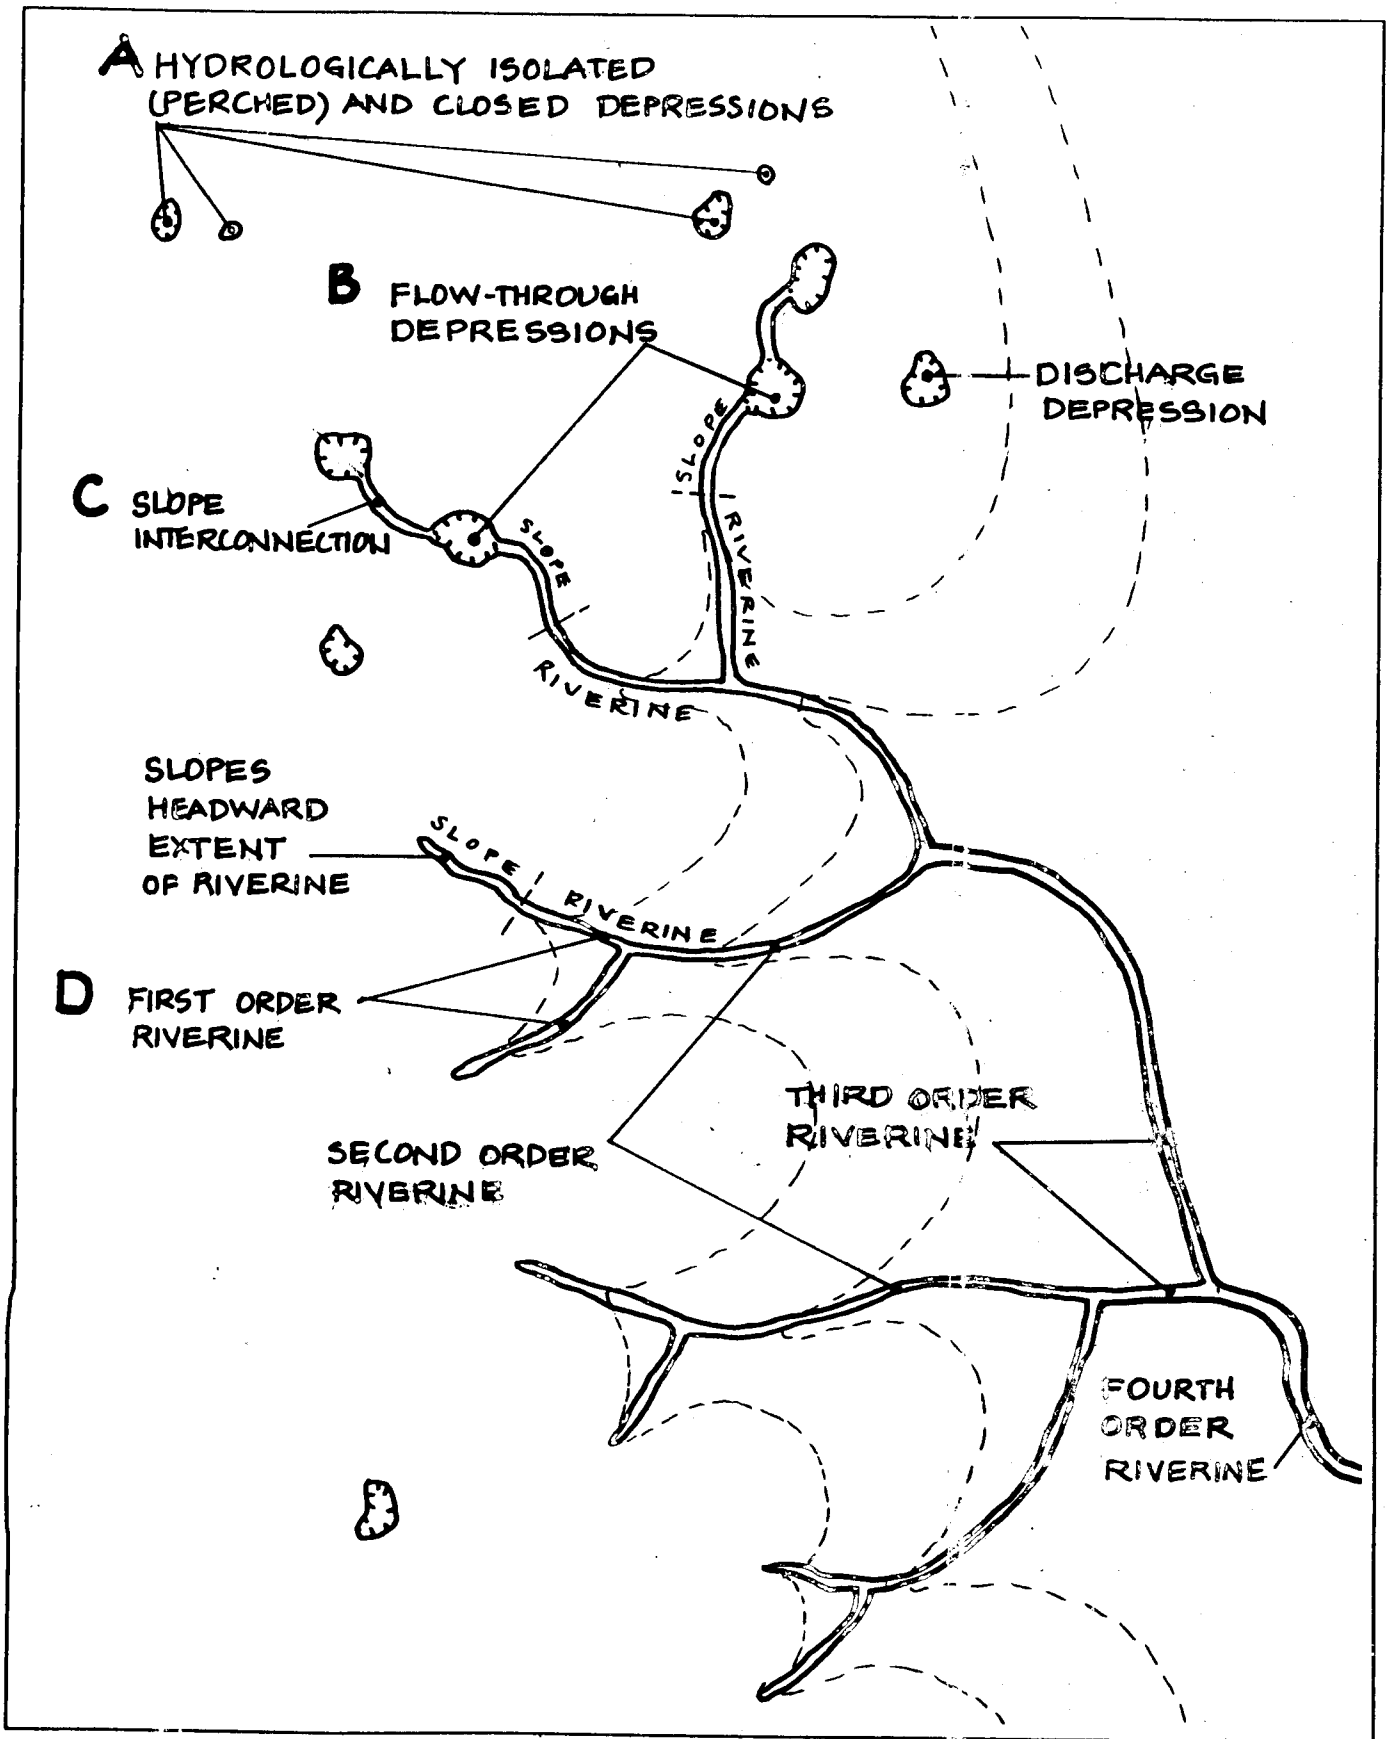 A HYDROLOGICALLY ISOLATED
(PERCHED) AND CLOSED DEPRESSIONS
B FLOW-THROUGH
DEPRESSIONS
DISCHARGE
DEPRESSION
SLOPE
C SLOPE
INTERCONNECTION
SLOPE
RIVERINE
RIVERINE
SLOPES
HEADWARD
EXTENT
OF RIVERINE
SLOPE
RIVERINE
D FIRST ORDER
RIVERINE
THIRD ORDER
RIVERINE
SECOND ORDER
RIVERINE
FOURTH
ORDER
RIVERINE